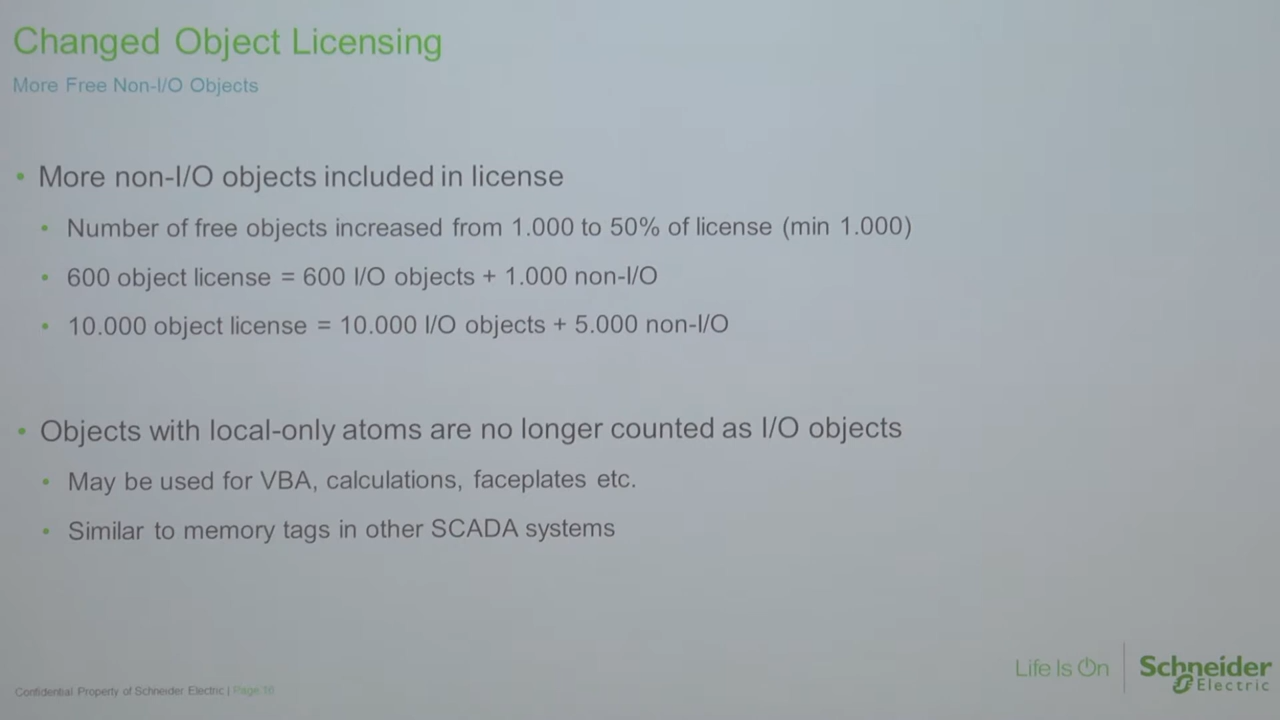 Changed Object Licensing
More Free Non-I/O Objects
• More non-I/O objects included in license
• Number of free objects increased from 1.000 to 50% of license (min 1.000)
• 600 object license = 600 I/O objects + 1.000 non-I/O
• 10.000 object license = 10.000 I/O objects + 5.000 non-I/O
• Objects with local-only atoms are no longer counted as I/O objects
• May be used for VBA, calculations, faceplates etc.
• Similar to memory tags in other SCADA systems
Life Is On
Schneider
Electric
Confidential Property of Schneider Electric | Page 16